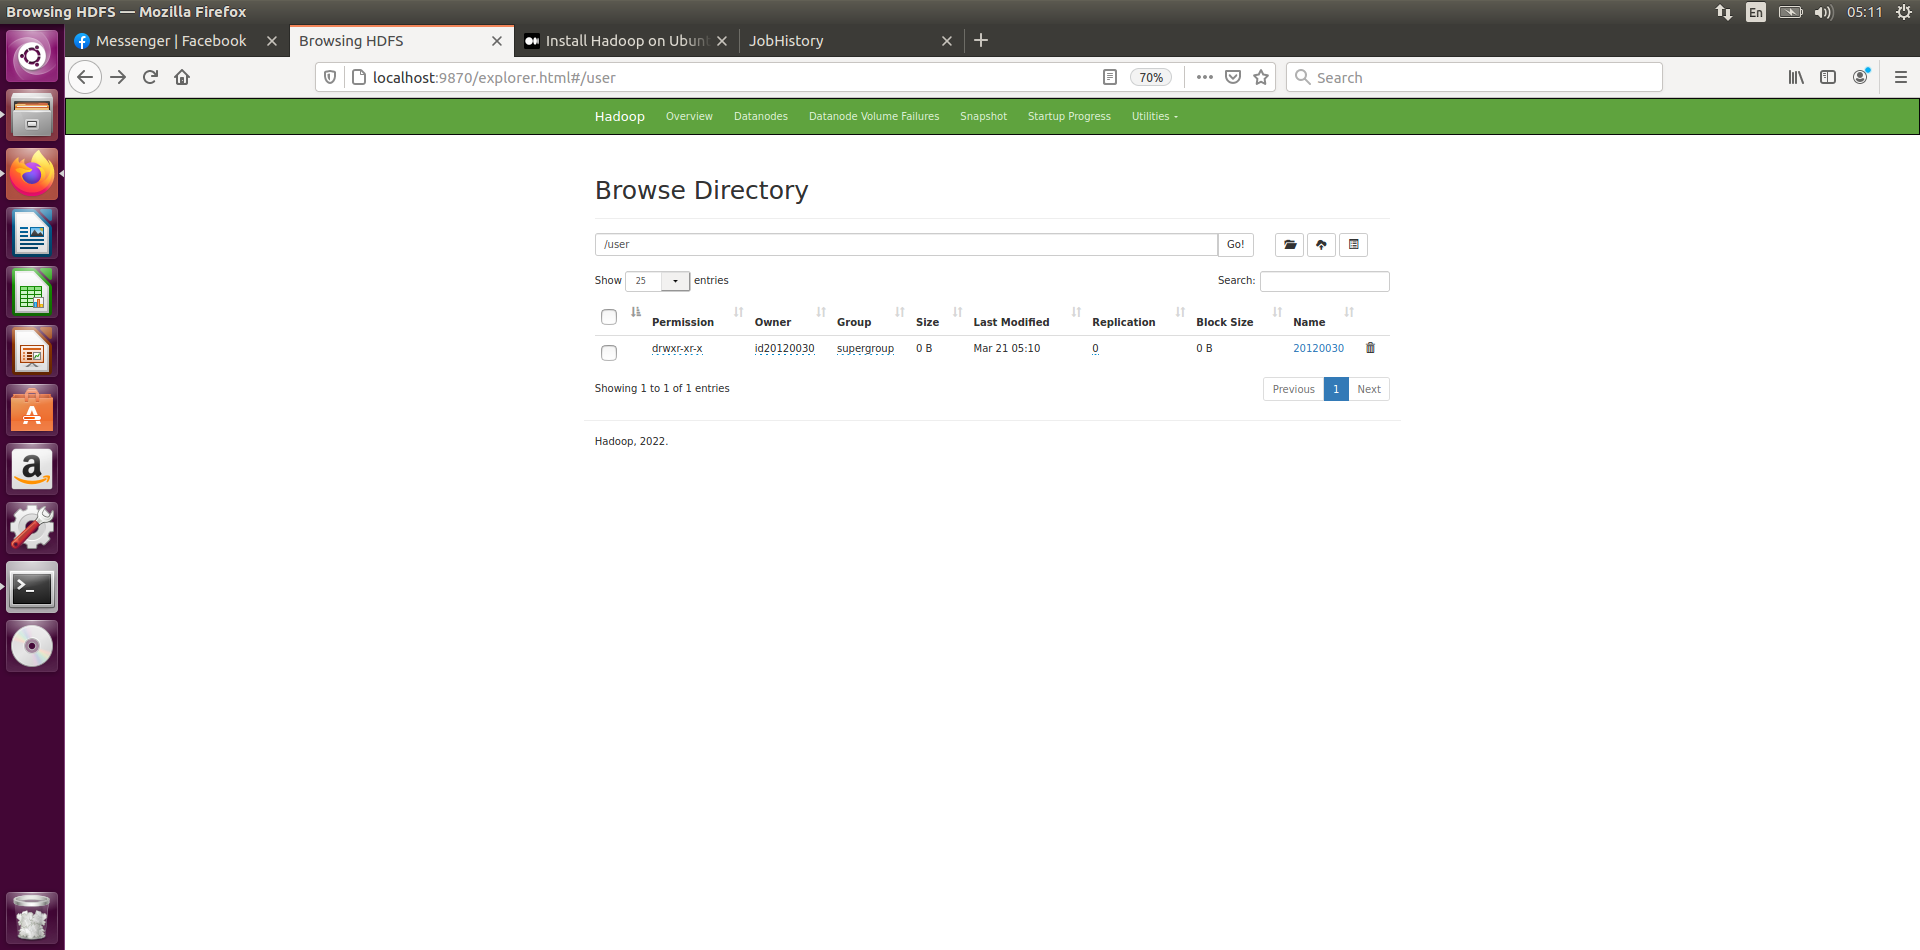 Browsing HDFS — Mozilla Firefox
En
05:11
Messenger | Facebook
Browsing HDFS
Install Hadoop on Ubunt
JobHistory
localhost:9870/explorer.html#/user
70%
Search
Hadoop
Overview
Datanodes
Datanode Volume Failures
Snapshot
Startup Progress
Utilities
Browse Directory
/user
Go!
Show 25 entries
Search:
Permission Owner Group Size Last Modified Replication Block Size Name
drwxr-xr-x id20120030 supergroup 0 B Mar 21 05:10 0 0 B 20120030
Showing 1 to 1 of 1 entries
Previous 1 Next
Hadoop, 2022.